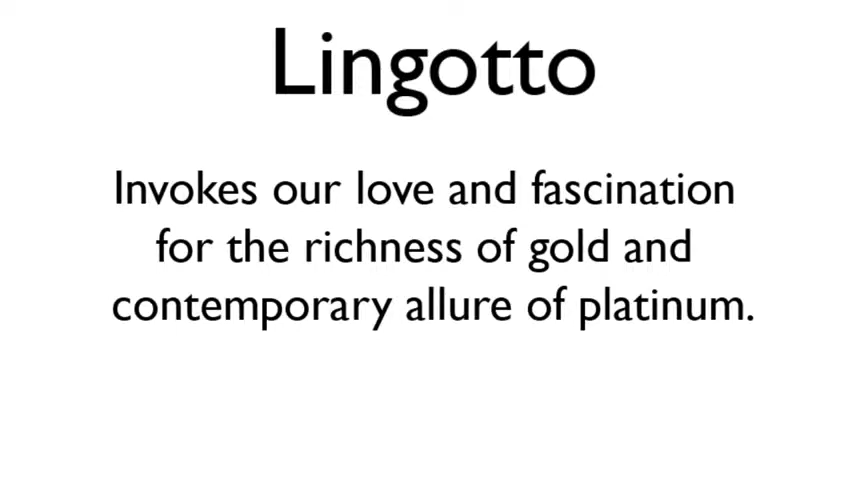 Lingotto
Invokes our love and fascination
for the richness of gold and
contemporary allure of platinum.